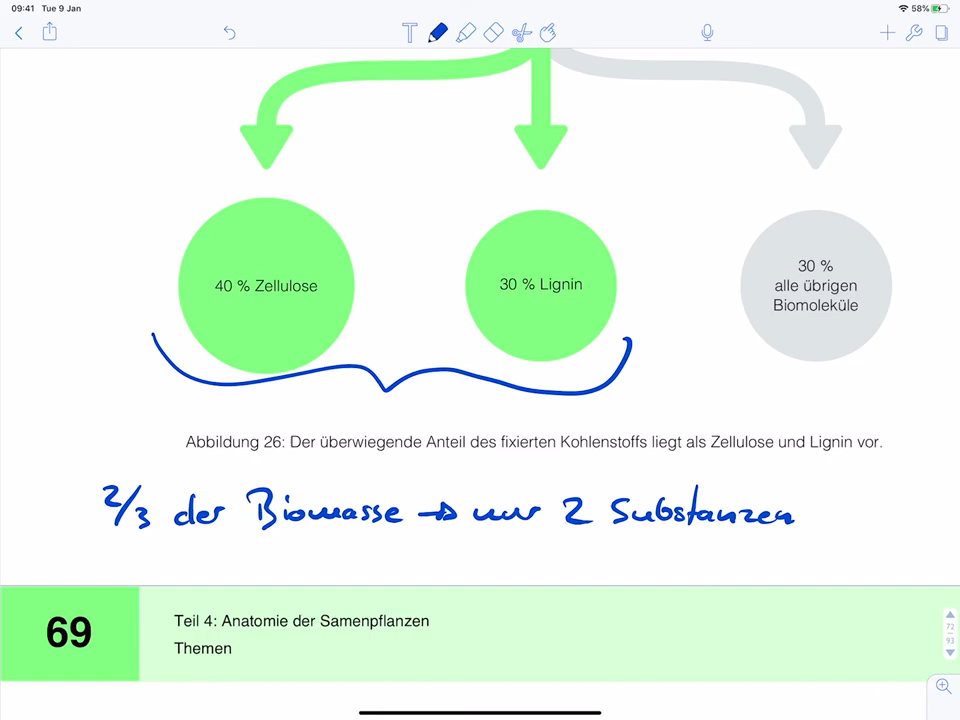 09:41 Tue 9 Jan
58%
T
40 % Zellulose
30 % Lignin
30 %
alle übrigen
Biomoleküle
Abbildung 26: Der überwiegende Anteil des fixierten Kohlenstoffs liegt als Zellulose und Lignin vor.
2/3 der Biomasse → nur 2 Substanzen
69
Teil 4: Anatomie der Samenpflanzen
Themen
72
93